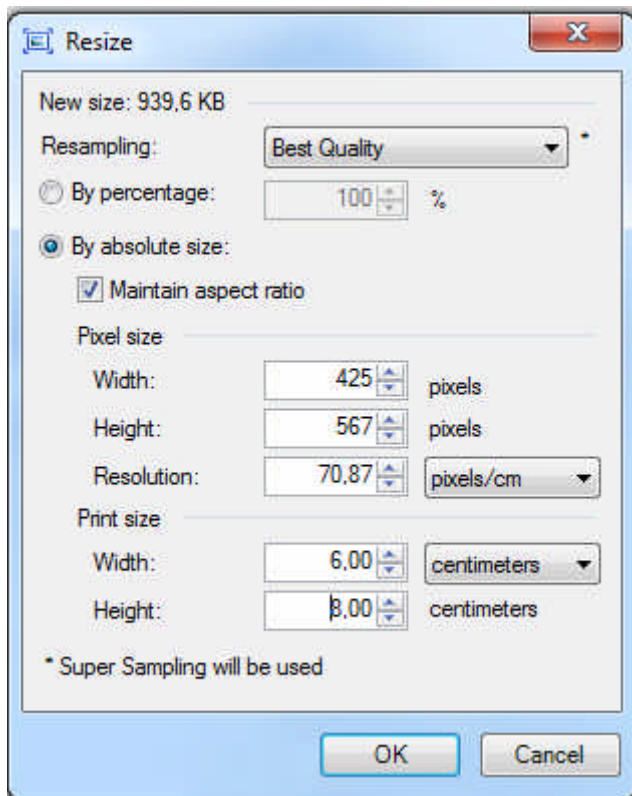 Resize
New size: 939,6 KB
Resampling: Best Quality *
By percentage: 100 %
By absolute size:
Maintain aspect ratio
Pixel size
Width: 425 pixels
Height: 567 pixels
Resolution: 70,87 pixels/cm
Print size
Width: 6,00 centimeters
Height: 8,00 centimeters
* Super Sampling will be used
OK Cancel